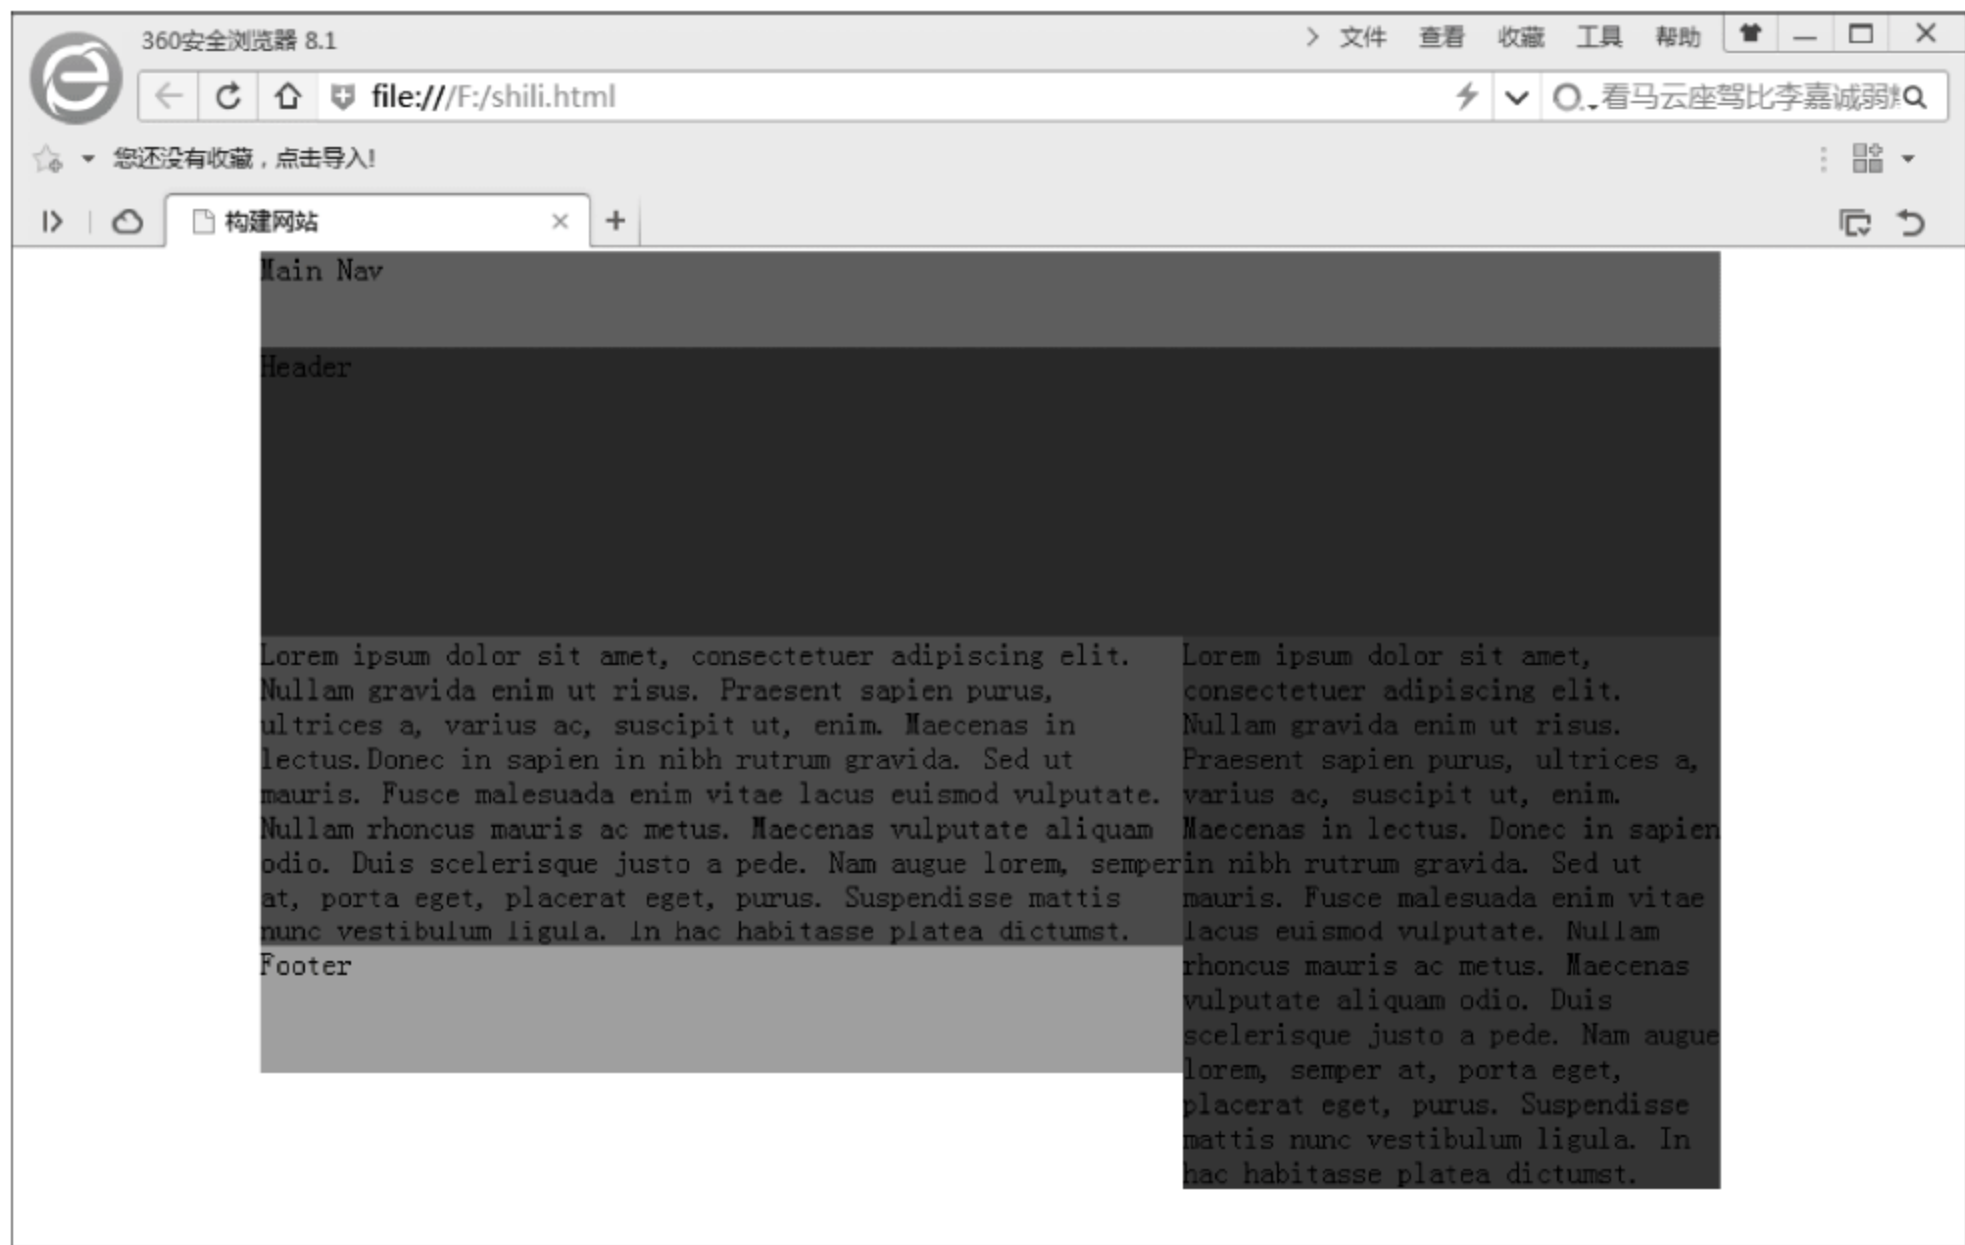 360安全浏览器 8.1
文件 查看 收藏 工具 帮助
file:///F:/shili.html
看马云座驾比李嘉诚弱
您还没有收藏，点击导入!
构建网站
Main Nav
Header
Lorem ipsum dolor sit amet, consectetuer adipiscing elit.
Nullam gravida enim ut risus. Praesent sapien purus,
ultrices a, varius ac, suscipit ut, enim. Maecenas in
lectus.Donec in sapien in nibh rutrum gravida. Sed ut
mauris. Fusce malesuada enim vitae lacus euismod vulputate.
Nullam rhoncus mauris ac metus. Maecenas vulputate aliquam
odio. Duis scelerisque justo a pede. Nam augue lorem, semper
at, porta eget, placerat eget, purus. Suspendisse mattis
nunc vestibulum ligula. In hac habitasse platea dictumst.
Footer
Lorem ipsum dolor sit amet,
consectetuer adipiscing elit.
Nullam gravida enim ut risus.
Praesent sapien purus, ultrices a,
varius ac, suscipit ut, enim.
Maecenas in lectus. Donec in sapien
in nibh rutrum gravida. Sed ut
mauris. Fusce malesuada enim vitae
lacus euismod vulputate. Nullam
rhoncus mauris ac metus. Maecenas
vulputate aliquam odio. Duis
scelerisque justo a pede. Nam augue
lorem, semper at, porta eget,
placerat eget, purus. Suspendisse
mattis nunc vestibulum ligula. In
hac habitasse platea dictumst.